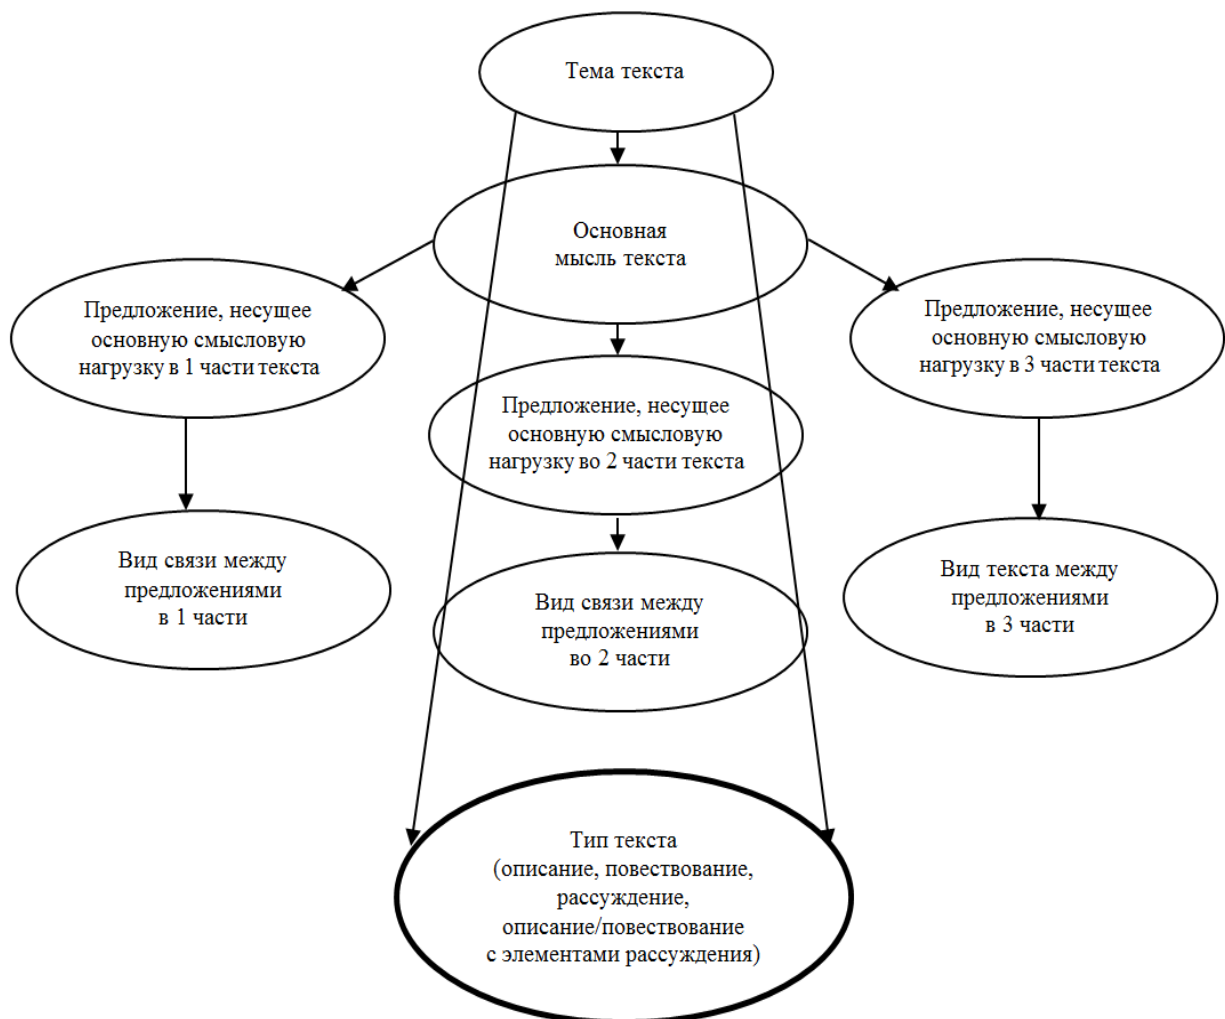 Тема текста
Основная
мысль текста
Предложение, несущее
основную смысловую
нагрузку в 1 части текста
Предложение, несущее
основную смысловую
нагрузку во 2 части текста
Предложение, несущее
основную смысловую
нагрузку в 3 части текста
Вид связи между
предложениями
в 1 части
Вид связи между
предложениями
во 2 части
Вид текста между
предложениями
в 3 части
Тип текста
(описание, повествование,
рассуждение,
описание/повествование
с элементами рассуждения)